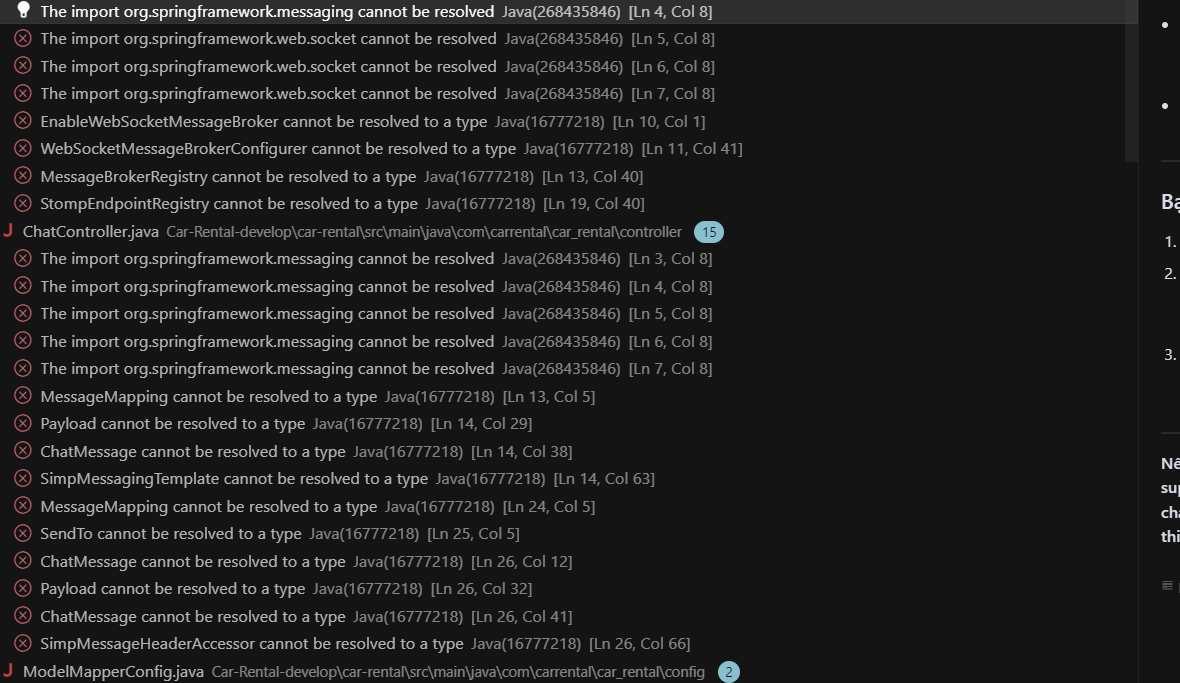 The import org.springframework.messaging cannot be resolved Java(268435846) [Ln 4, Col 8]
The import org.springframework.web.socket cannot be resolved Java(268435846) [Ln 5, Col 8]
The import org.springframework.web.socket cannot be resolved Java(268435846) [Ln 6, Col 8]
The import org.springframework.web.socket cannot be resolved Java(268435846) [Ln 7, Col 8]
EnableWebSocketMessageBroker cannot be resolved to a type Java(16777218) [Ln 10, Col 1]
WebSocketMessageBrokerConfigurer cannot be resolved to a type Java(16777218) [Ln 11, Col 41]
MessageBrokerRegistry cannot be resolved to a type Java(16777218) [Ln 13, Col 40]
StompEndpointRegistry cannot be resolved to a type Java(16777218) [Ln 19, Col 40]
J ChatController.java Car-Rental-develop\car-rental\src\main\java\com\carrental\car_rental\controller 15
The import org.springframework.messaging cannot be resolved Java(268435846) [Ln 3, Col 8]
The import org.springframework.messaging cannot be resolved Java(268435846) [Ln 4, Col 8]
The import org.springframework.messaging cannot be resolved Java(268435846) [Ln 5, Col 8]
The import org.springframework.messaging cannot be resolved Java(268435846) [Ln 6, Col 8]
The import org.springframework.messaging cannot be resolved Java(268435846) [Ln 7, Col 8]
MessageMapping cannot be resolved to a type Java(16777218) [Ln 13, Col 5]
Payload cannot be resolved to a type Java(16777218) [Ln 14, Col 29]
ChatMessage cannot be resolved to a type Java(16777218) [Ln 14, Col 38]
SimpMessagingTemplate cannot be resolved to a type Java(16777218) [Ln 14, Col 63]
MessageMapping cannot be resolved to a type Java(16777218) [Ln 24, Col 5]
SendTo cannot be resolved to a type Java(16777218) [Ln 25, Col 5]
ChatMessage cannot be resolved to a type Java(16777218) [Ln 26, Col 12]
Payload cannot be resolved to a type Java(16777218) [Ln 26, Col 32]
ChatMessage cannot be resolved to a type Java(16777218) [Ln 26, Col 41]
SimpMessageHeaderAccessor cannot be resolved to a type Java(16777218) [Ln 26, Col 66]
J ModelMapperConfig.java Car-Rental-develop\car-rental\src\main\java\com\carrental\car_rental\config 2
1.
2.
3.